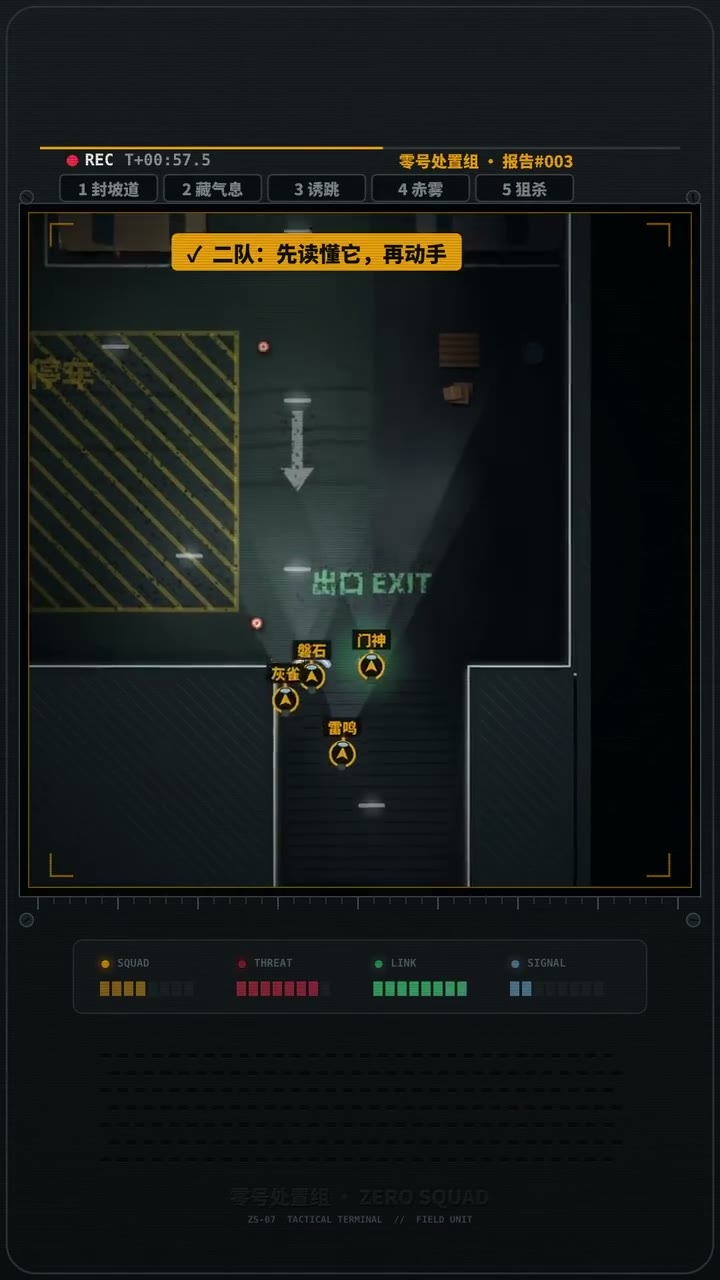 REC T+00:57.5
零号处置组 · 报告#003
1 封坡道
2 藏气息
3 诱跳
4 赤雾
5 狙杀
✓ 二队：先读懂它，再动手
停车
出口 EXIT
门神
磐石
灰雀
雷鸣
SQUAD
THREAT
LINK
SIGNAL
零号处置组 · ZERO SQUAD
ZS-07 TACTICAL TERMINAL // FIELD UNIT